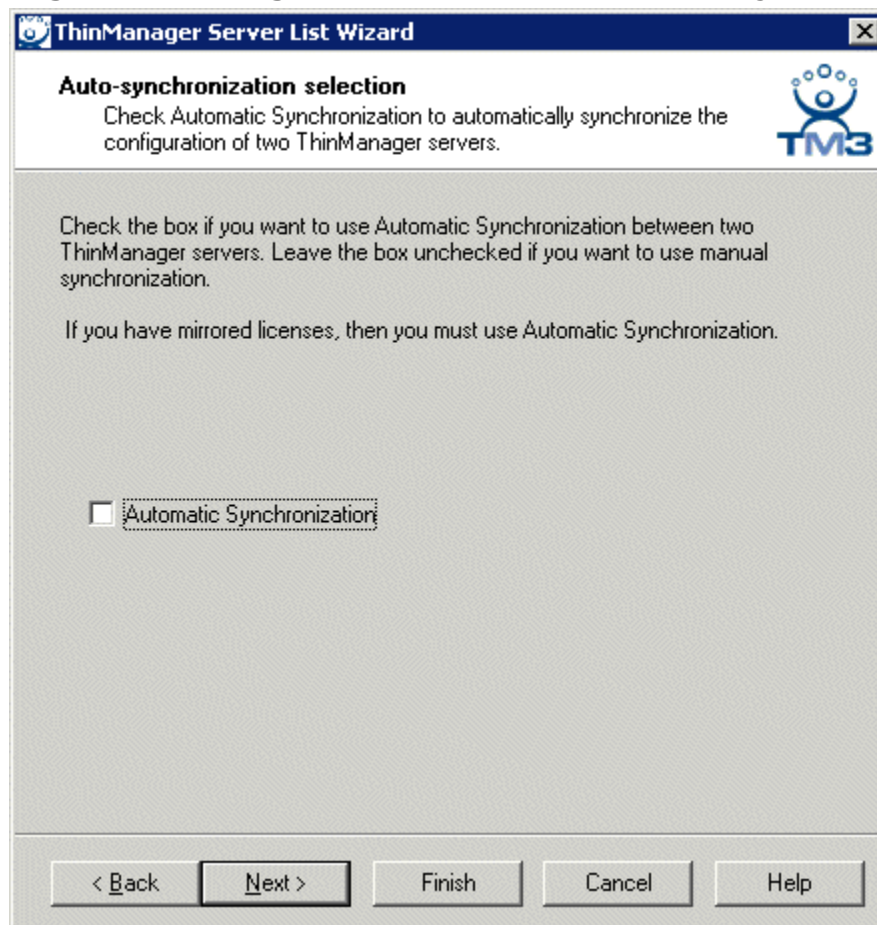 ThinManager Server List Wizard
Auto-synchronization selection
Check Automatic Synchronization to automatically synchronize the
configuration of two ThinManager servers.
TM3
Check the box if you want to use Automatic Synchronization between two
ThinManager servers. Leave the box unchecked if you want to use manual
synchronization.
If you have mirrored licenses, then you must use Automatic Synchronization.
Automatic Synchronization
< Back Next > Finish Cancel Help